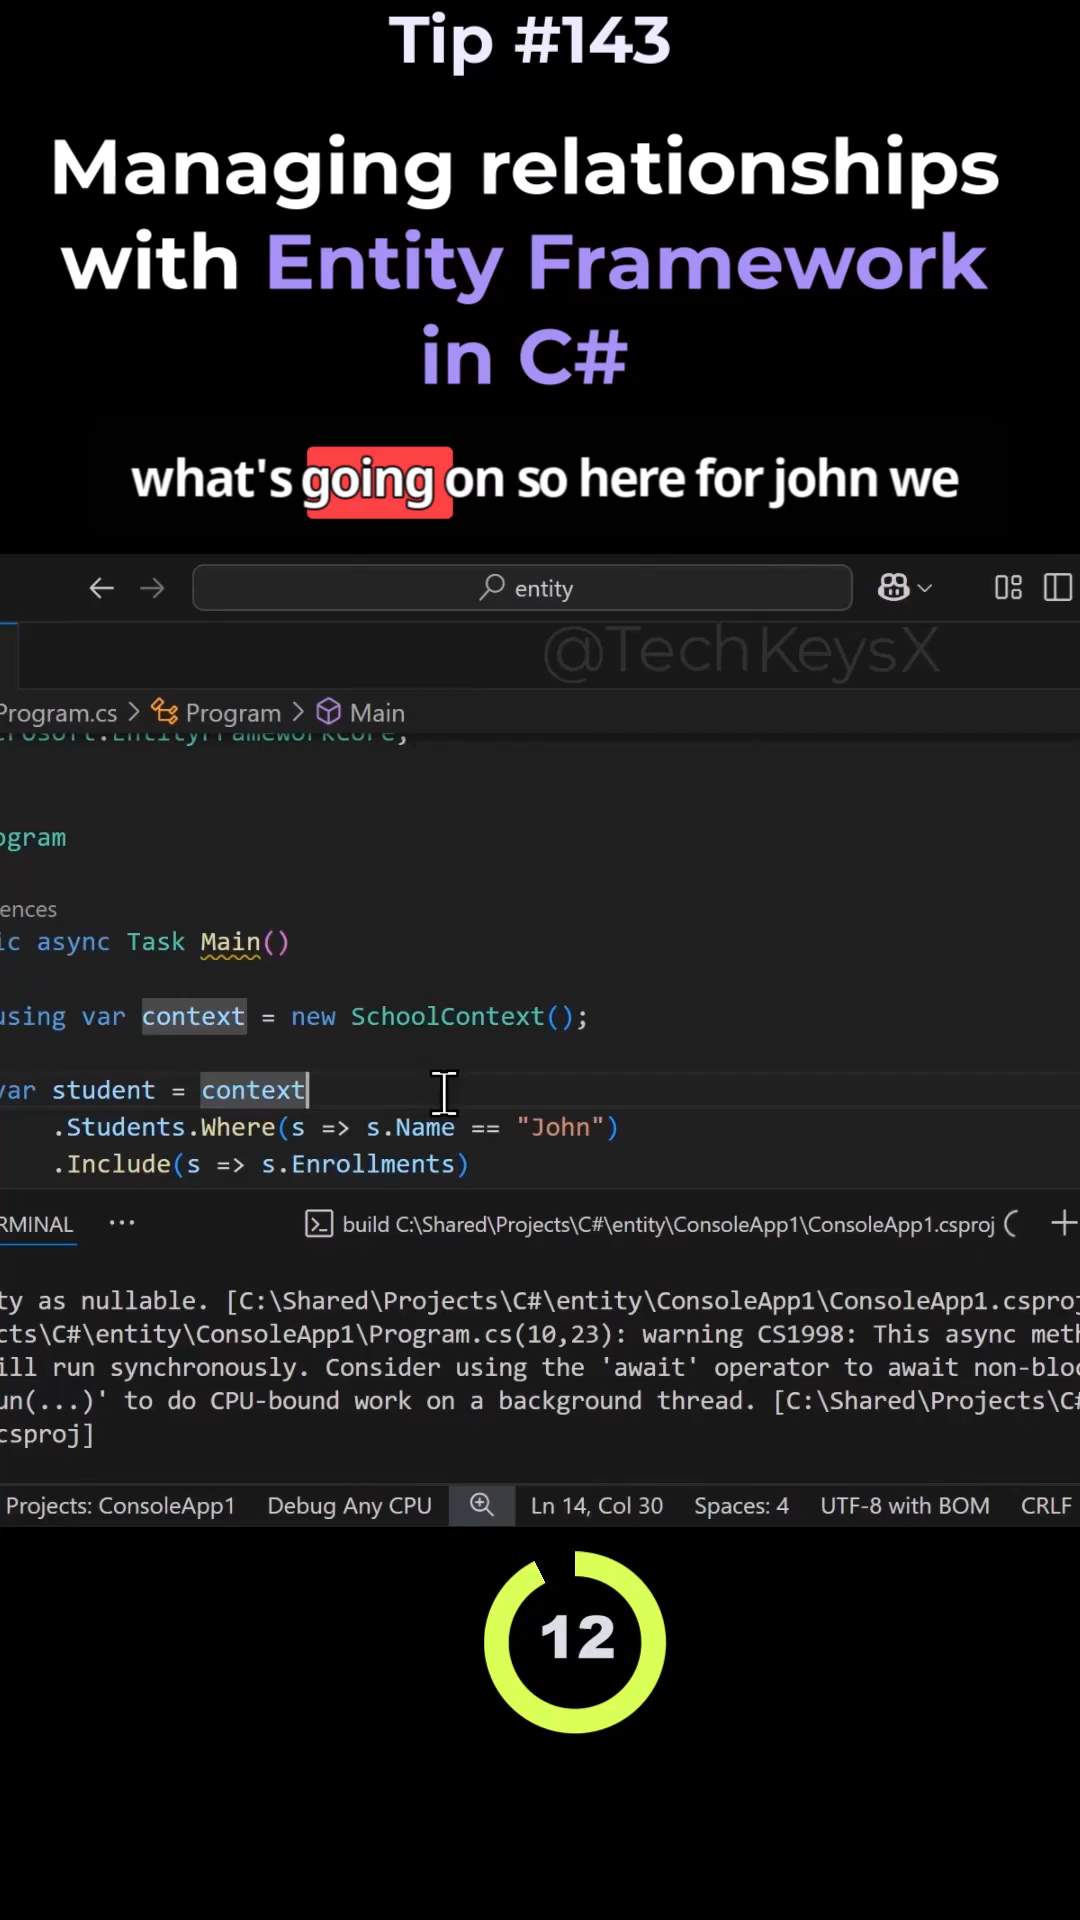 Tip #143
Managing relationships
with Entity Framework
in C#
what's going on so here for john we
entity
@TechKeysX
Program.cs > Program > Main
.EntityFrameworkCore;
ogram
ences
ic async Task Main()
using var context = new SchoolContext();
var student = context
.Students.Where(s => s.Name == "John")
.Include(s => s.Enrollments)
RMINAL ... build C:\Shared\Projects\C#\entity\ConsoleApp1\ConsoleApp1.csproj
ty as nullable. [C:\Shared\Projects\C#\entity\ConsoleApp1\ConsoleApp1.csproj
cts\C#\entity\ConsoleApp1\Program.cs(10,23): warning CS1998: This async meth
ill run synchronously. Consider using the 'await' operator to await non-bloc
un(...)' to do CPU-bound work on a background thread. [C:\Shared\Projects\C#
csproj]
Projects: ConsoleApp1 Debug Any CPU Ln 14, Col 30 Spaces: 4 UTF-8 with BOM CRLF
12